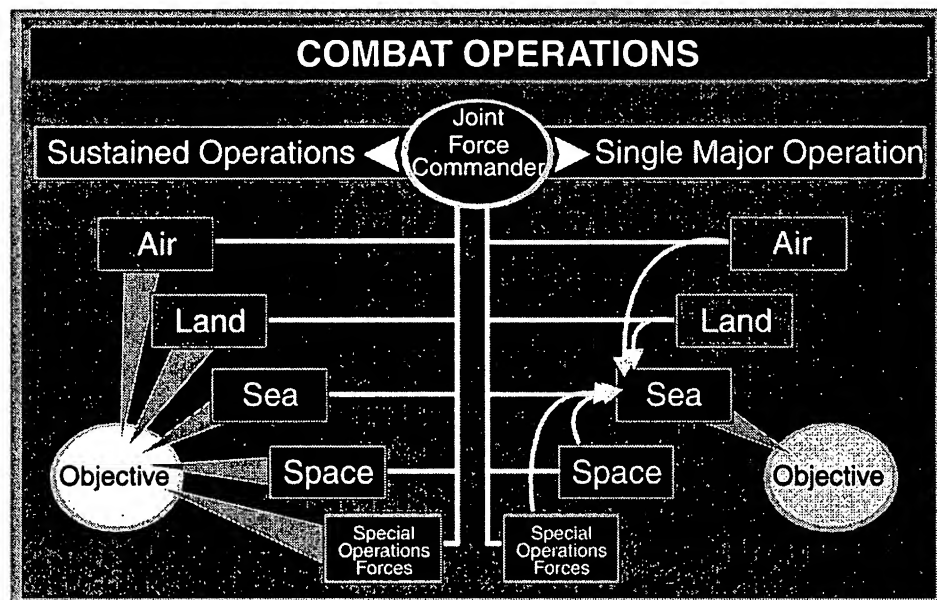 COMBAT OPERATIONS
Joint
Force
Commander
Sustained Operations
Single Major Operation
Air
Land
Sea
Space
Special
Operations
Forces
Objective
Air
Land
Sea
Space
Special
Operations
Forces
Objective